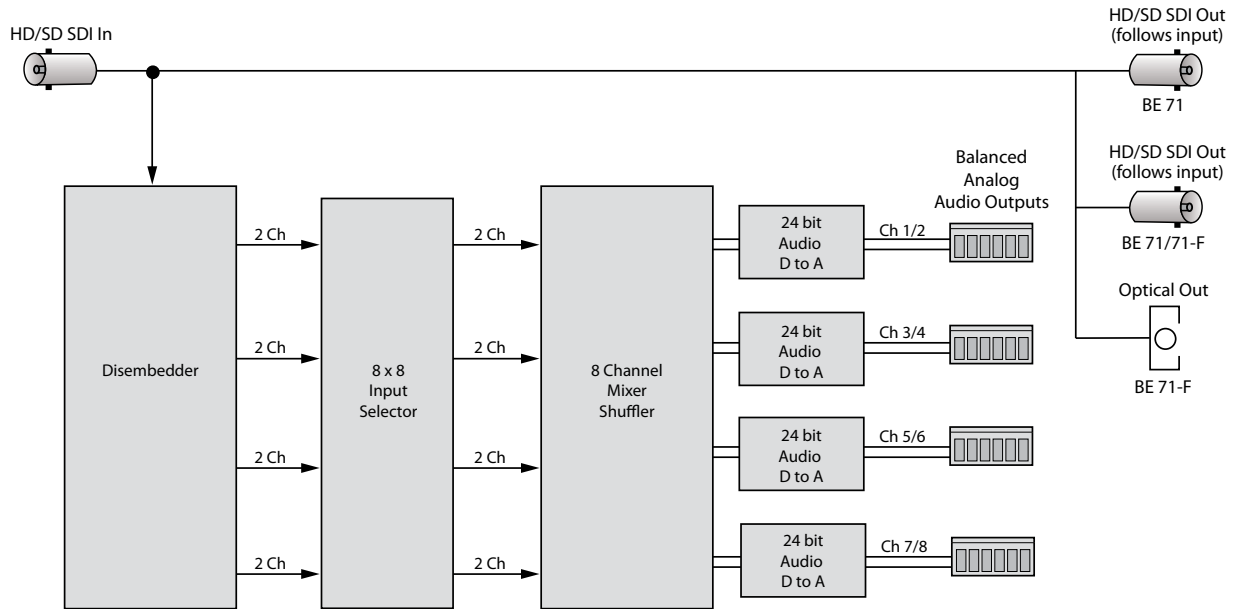 HD/SD SDI In
HD/SD SDI Out
(follows input)
BE 71
HD/SD SDI Out
(follows input)
BE 71/71-F
Optical Out
BE 71-F
Balanced
Analog
Audio Outputs
Disembedder
2 Ch
2 Ch
2 Ch
2 Ch
8 x 8
Input
Selector
2 Ch
2 Ch
2 Ch
2 Ch
8 Channel
Mixer
Shuffler
24 bit
Audio
D to A
Ch 1/2
24 bit
Audio
D to A
Ch 3/4
24 bit
Audio
D to A
Ch 5/6
24 bit
Audio
D to A
Ch 7/8